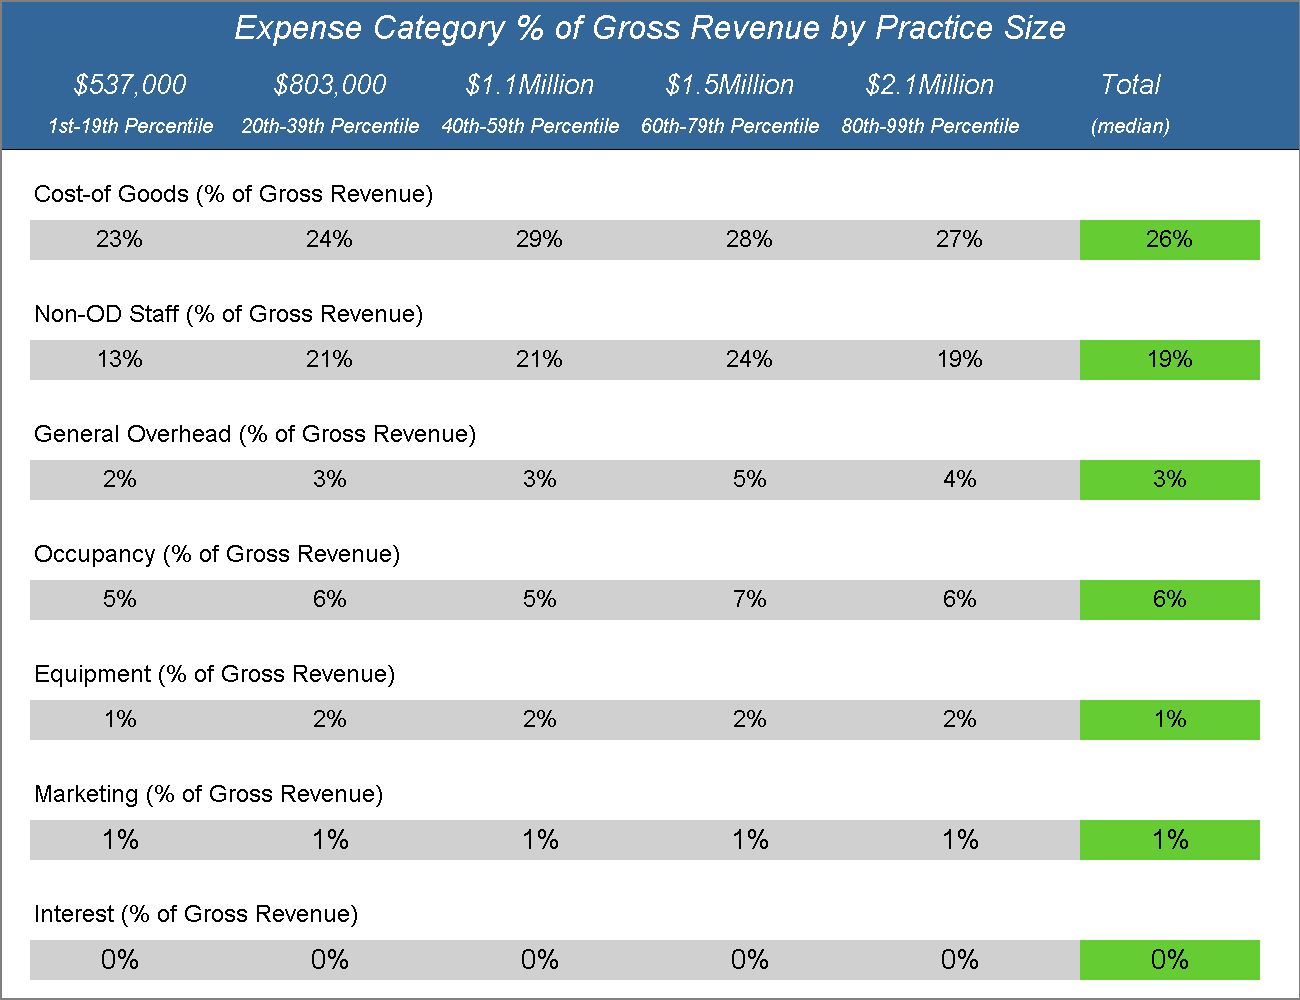 Expense Category % of Gross Revenue by Practice Size
$537,000 $803,000 $1.1Million $1.5Million $2.1Million Total
1st-19th Percentile 20th-39th Percentile 40th-59th Percentile 60th-79th Percentile 80th-99th Percentile (median)
Cost-of Goods (% of Gross Revenue)
23% 24% 29% 28% 27% 26%
Non-OD Staff (% of Gross Revenue)
13% 21% 21% 24% 19% 19%
General Overhead (% of Gross Revenue)
2% 3% 3% 5% 4% 3%
Occupancy (% of Gross Revenue)
5% 6% 5% 7% 6% 6%
Equipment (% of Gross Revenue)
1% 2% 2% 2% 2% 1%
Marketing (% of Gross Revenue)
1% 1% 1% 1% 1% 1%
Interest (% of Gross Revenue)
0% 0% 0% 0% 0% 0%